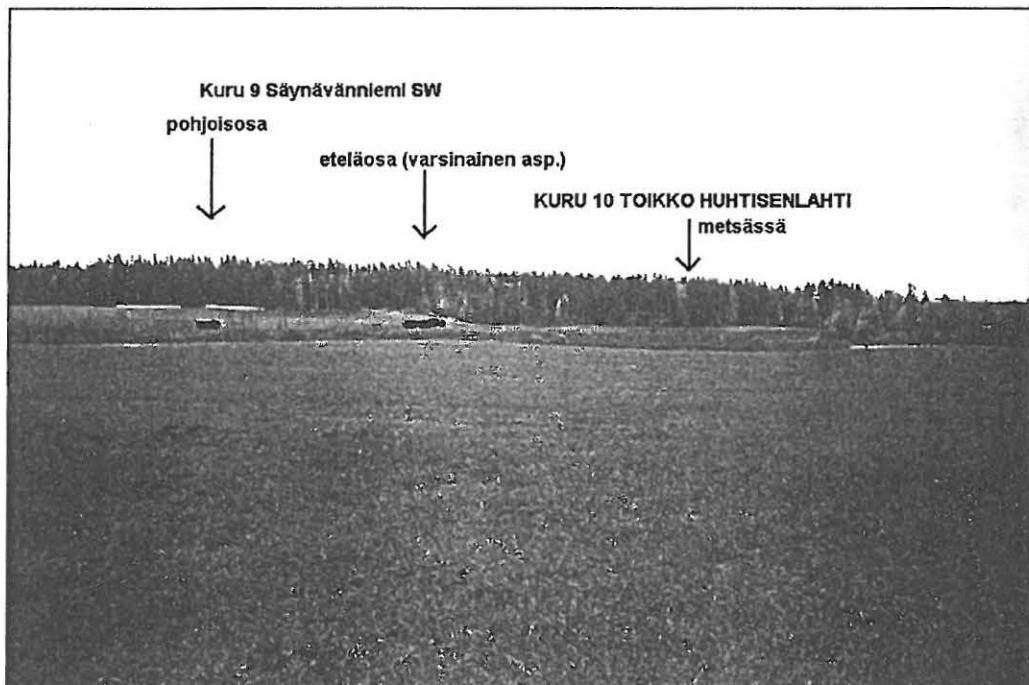 Kuru 9 Säynävänniemi SW
pohjoisosa
eteläosa (varsinainen asp.)
KURU 10 TOIKKO HUHTISENLAHTI
metsässä